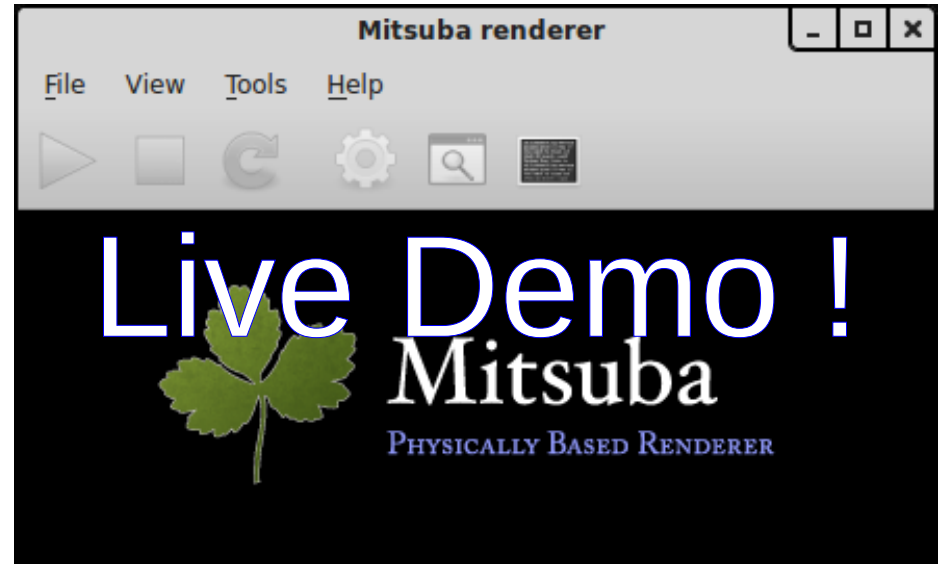 Mitsuba renderer
File View Tools Help
Live Demo !
Mitsuba
PHYSICALLY BASED RENDERER